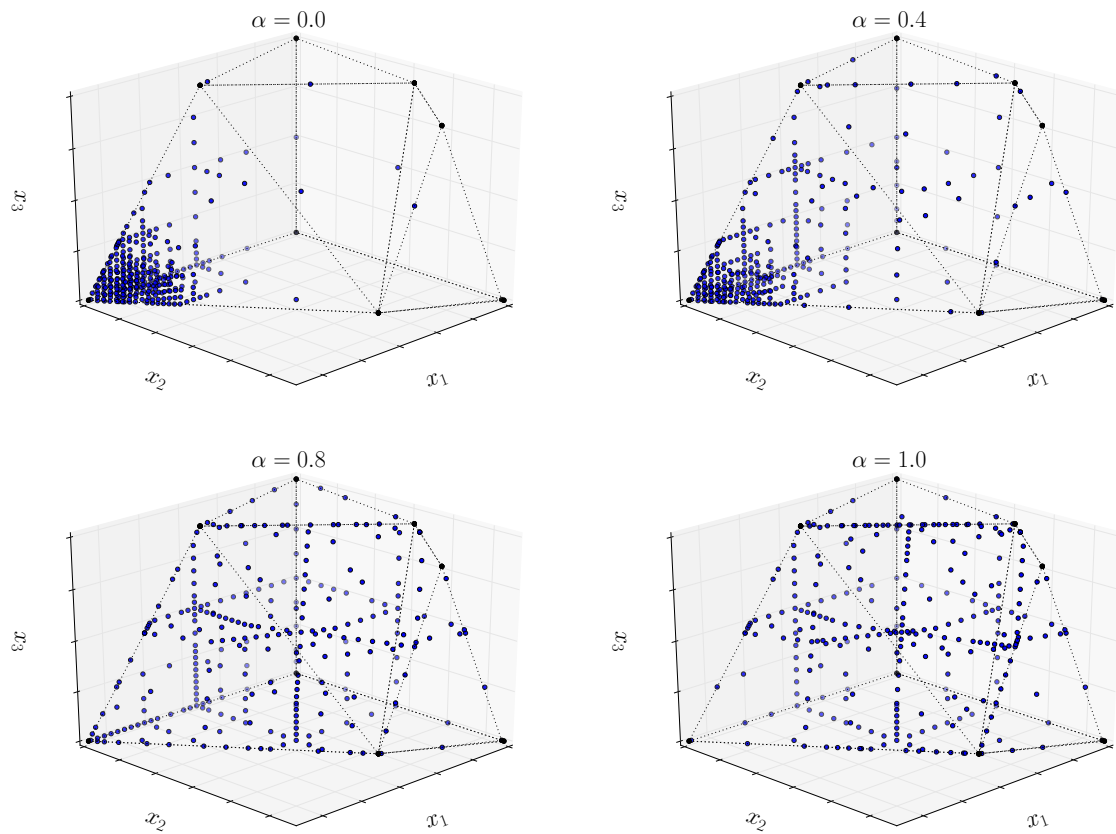 α = 0.0
α = 0.4
x₃
x₃
x₂
x₁
x₂
x₁
α = 0.8
α = 1.0
x₃
x₃
x₂
x₁
x₂
x₁